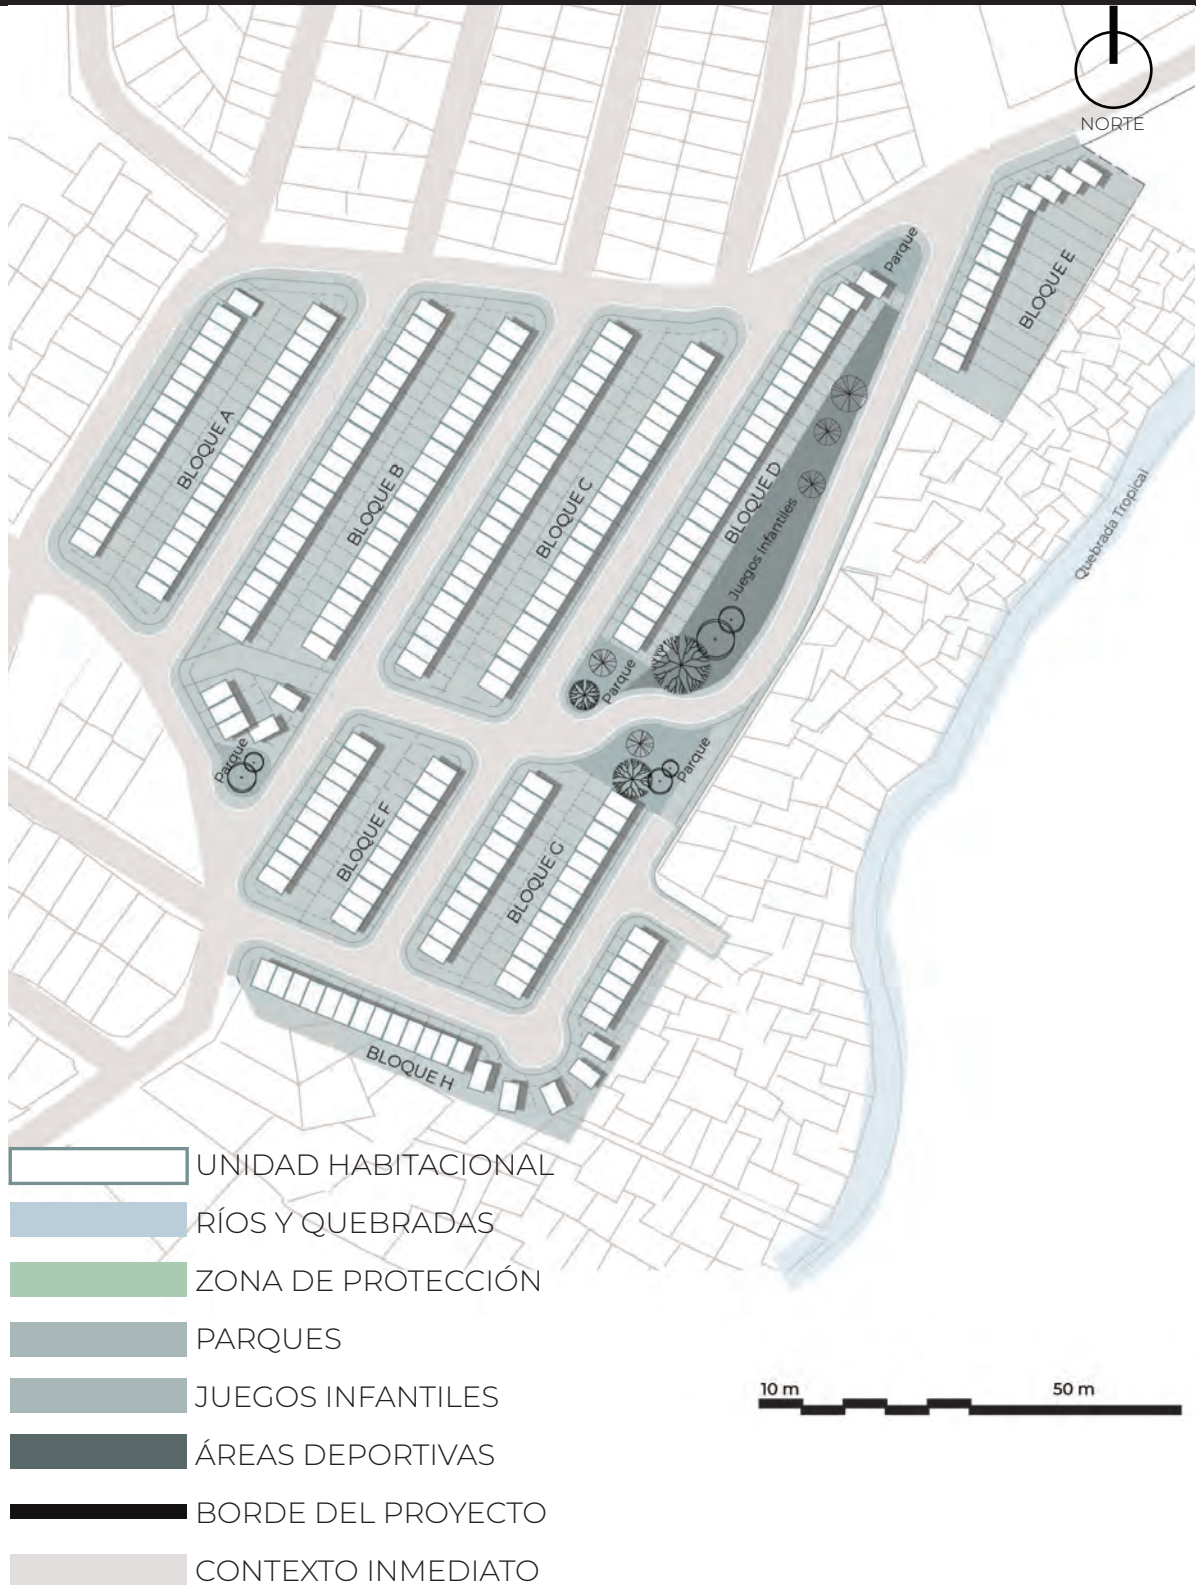 NORTE
Parque
BLOQUE E
BLOQUE A
BLOQUE B
BLOQUE C
BLOQUE D
Juegos Infantiles
Quebrada Tropical
Parque
Parque
Parque
BLOQUE F
BLOQUE G
BLOQUE H
UNIDAD HABITACIONAL
RÍOS Y QUEBRADAS
ZONA DE PROTECCIÓN
PARQUES
JUEGOS INFANTILES
ÁREAS DEPORTIVAS
BORDE DEL PROYECTO
CONTEXTO INMEDIATO
10 m 50 m